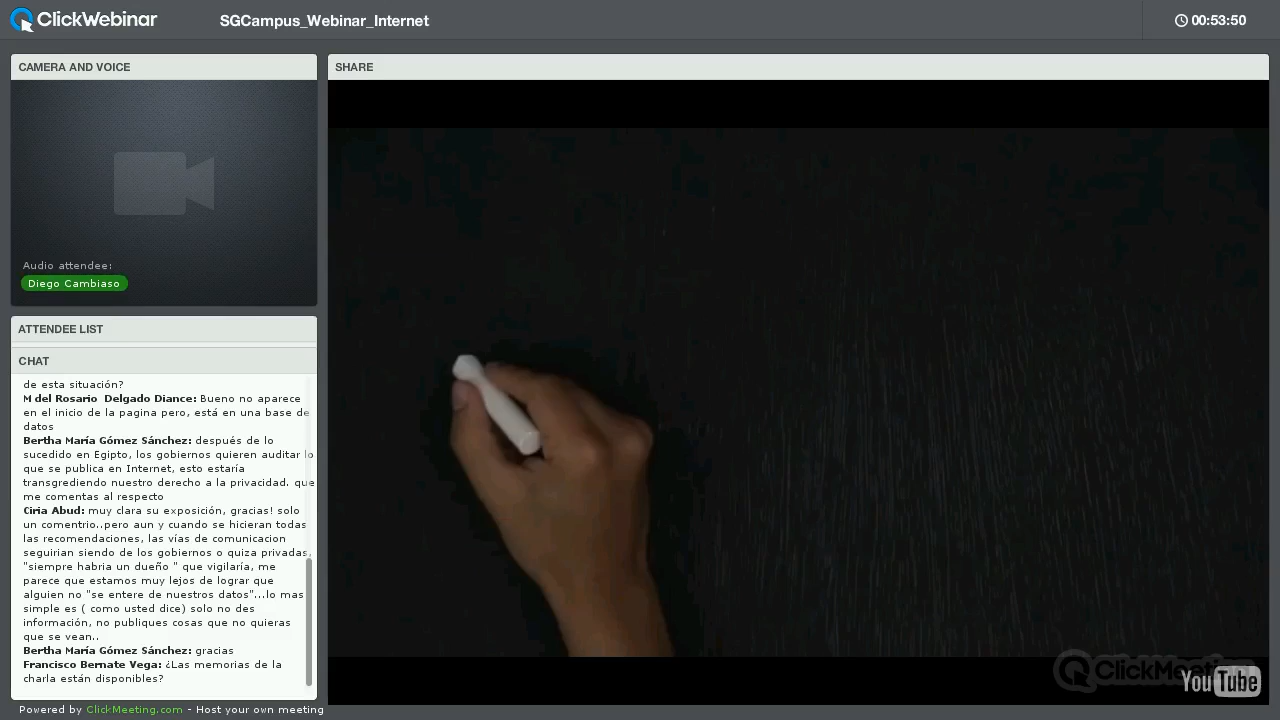 ClickWebinar
SGCampus_Webinar_Internet
00:53:50
CAMERA AND VOICE
SHARE
Audio attendee:
Diego Cambiaso
ATTENDEE LIST
CHAT
de esta situación?
M del Rosario Delgado Diance: Bueno no aparece
en el inicio de la pagina pero, está en una base de
datos
Bertha María Gómez Sánchez: después de lo
sucedido en Egipto, los gobiernos quieren auditar lo
que se publica en Internet, esto estaría
transgrediendo nuestro derecho a la privacidad. que
me comentas al respecto
Ciria Abud: muy clara su exposición, gracias! solo
un comentrio..pero aun y cuando se hicieran todas
las recomendaciones, las vías de comunicacion
seguirian siendo de los gobiernos o quiza privadas,
"siempre habria un dueño " que vigilaría, me
parece que estamos muy lejos de lograr que
alguien no "se entere de nuestros datos"...lo mas
simple es ( como usted dice) solo no des
información, no publiques cosas que no quieras
que se vean..
Bertha María Gómez Sánchez: gracias
Francisco Bernate Vega: ¿Las memorias de la
charla están disponibles?
ClickMeeting
YouTube
Powered by ClickMeeting.com - Host your own meeting